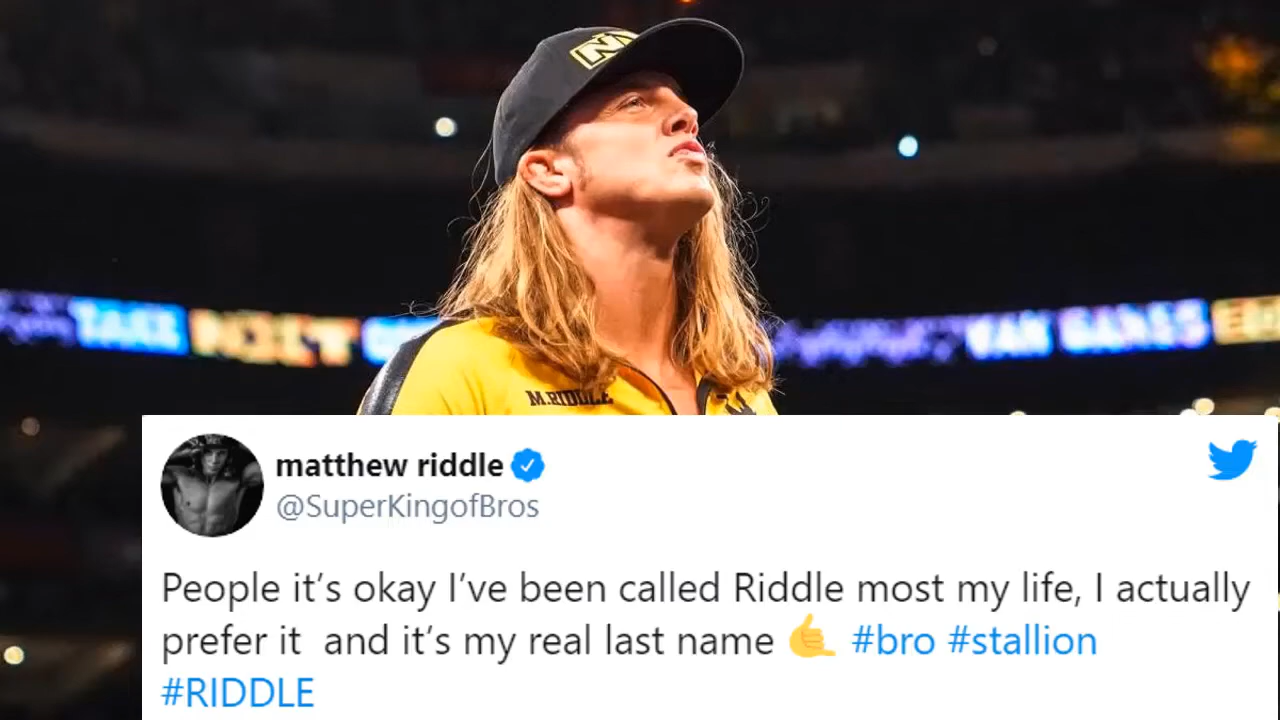 M.RIDDLE
matthew riddle
@SuperKingofBros
People it's okay I've been called Riddle most my life, I actually
prefer it and it's my real last name 🤙 #bro #stallion
#RIDDLE